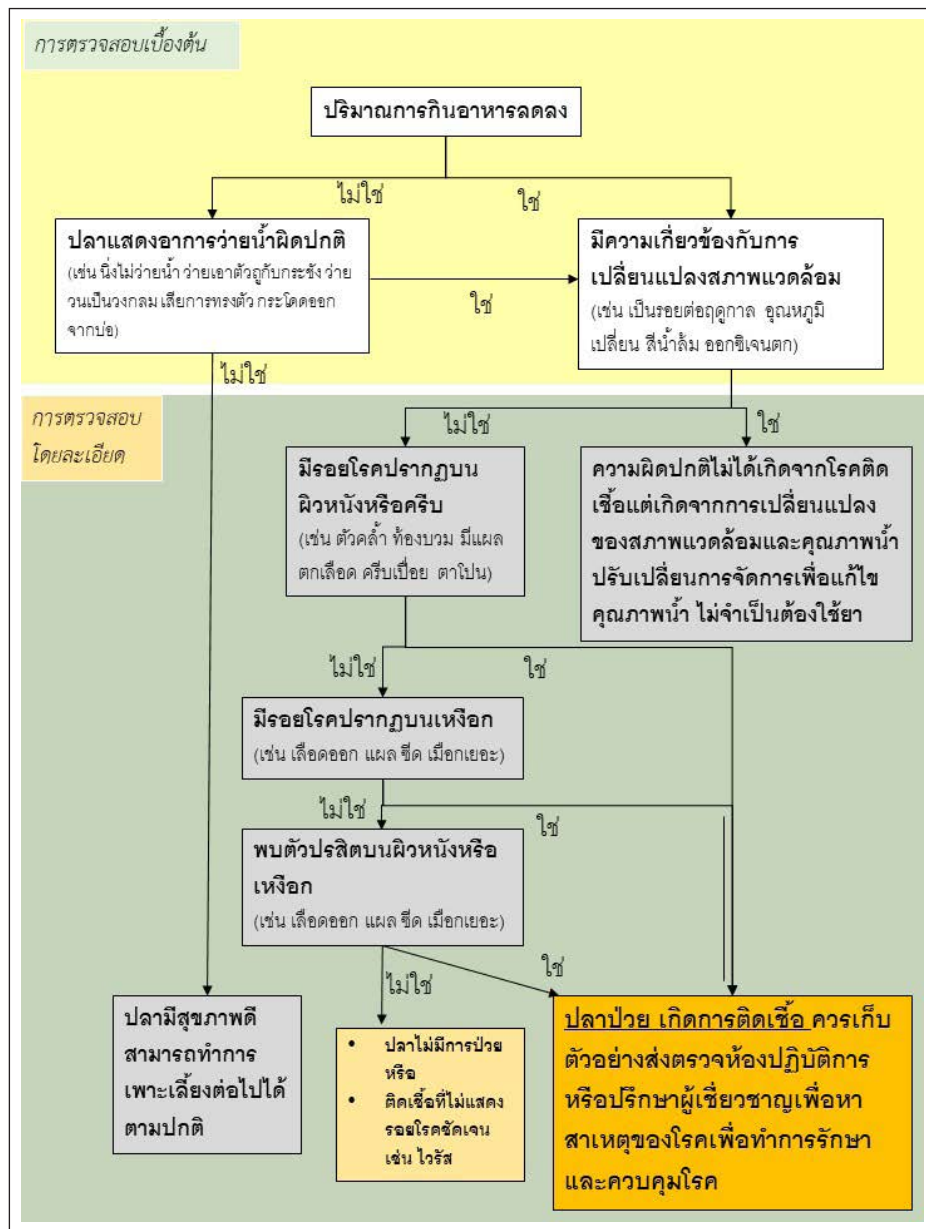 การตรวจสอบเบื้องต้น
ปริมาณการกินอาหารลดลง
ไม่ใช่
ใช่
ปลาแสดงอาการว่ายน้ำผิดปกติ
(เช่น นิ่งไม่ว่ายน้ำ ว่ายเอาตัวถูกับกระชัง ว่าย
วนเป็นวงกลม เสียการทรงตัว กระโดดออก
จากบ่อ)
ใช่
มีความเกี่ยวข้องกับการ
เปลี่ยนแปลงสภาพแวดล้อม
(เช่น เป็นรอยต่อฤดูกาล อุณหภูมิ
เปลี่ยน สีน้ำล้ม ออกซิเจนตก)
ไม่ใช่
การตรวจสอบ
โดยละเอียด
ไม่ใช่
ใช่
มีรอยโรคปรากฏบน
ผิวหนังหรือครีบ
(เช่น ตัวคล้ำ ท้องบวม มีแผล
ตกเลือด ครีบเปื่อย ตาโปน)
ความผิดปกติไม่ได้เกิดจากโรคติด
เชื้อแต่เกิดจากการเปลี่ยนแปลง
ของสภาพแวดล้อมและคุณภาพน้ำ
ปรับเปลี่ยนการจัดการเพื่อแก้ไข
คุณภาพน้ำ ไม่จำเป็นต้องใช้ยา
ไม่ใช่
ใช่
มีรอยโรคปรากฏบนเหงือก
(เช่น เลือดออก แผล ซีด เมือกเยอะ)
ไม่ใช่
ใช่
พบตัวปรสิตบนผิวหนังหรือ
เหงือก
(เช่น เลือดออก แผล ซีด เมือกเยอะ)
ไม่ใช่
ใช่
ปลามีสุขภาพดี
สามารถทำการ
เพาะเลี้ยงต่อไปได้
ตามปกติ
• ปลาไม่มีการป่วย
หรือ
• ติดเชื้อที่ไม่แสดง
รอยโรคชัดเจน
เช่น ไวรัส
ปลาป่วย เกิดการติดเชื้อ ควรเก็บ
ตัวอย่างส่งตรวจห้องปฏิบัติการ
หรือปรึกษาผู้เชี่ยวชาญเพื่อหา
สาเหตุของโรคเพื่อทำการรักษา
และควบคุมโรค